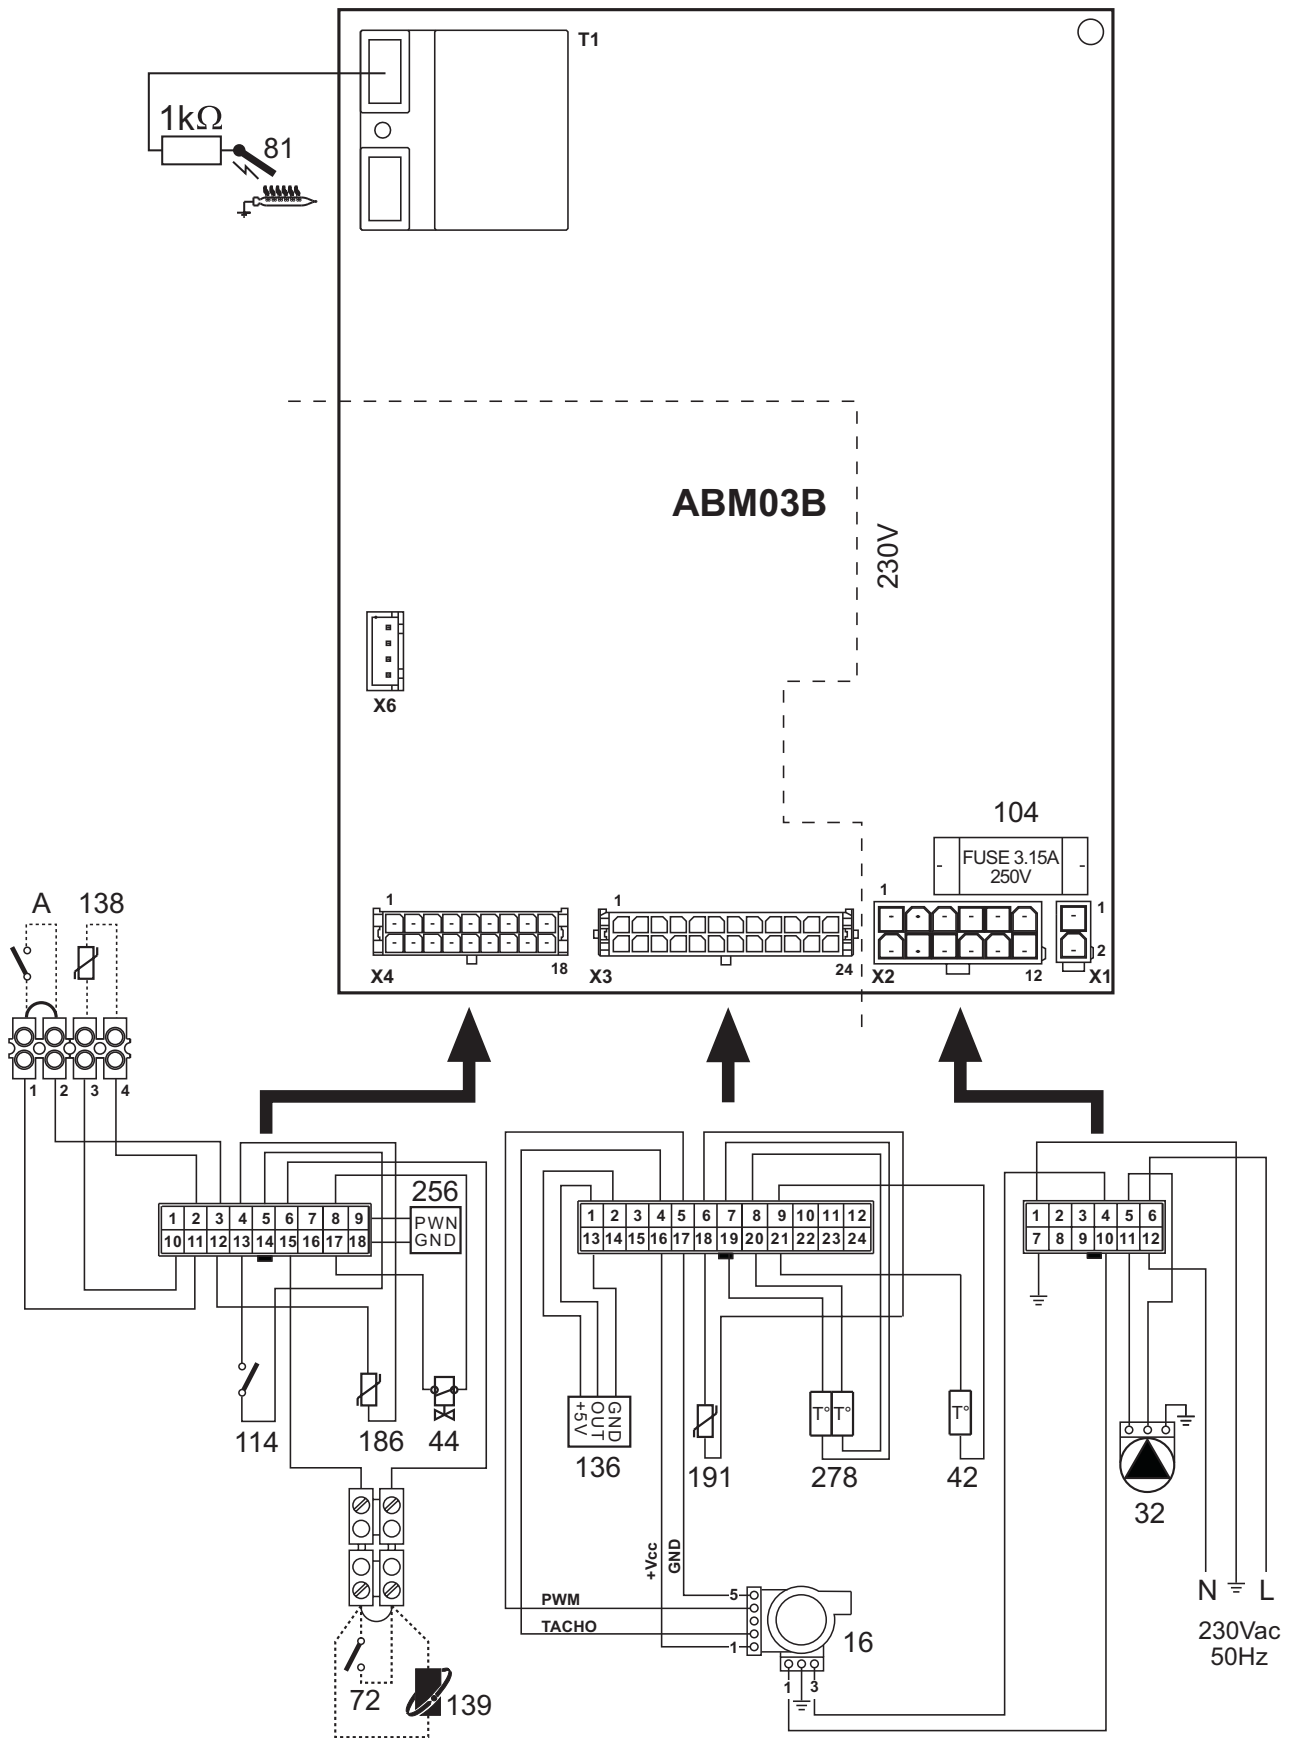 T1
1kΩ
81
ABM03B
230V
X6
104
FUSE 3.15A
250V
A 138
1
1
1
1
X4
18
X3
24
X2
12
2
X1
1 2 3 4
256
PWN
GND
1 2 3 4 5 6 7 8 9
10 11 12 13 14 15 16 17 18
1 2 3 4 5 6 7 8 9 10 11 12
13 14 15 16 17 18 19 20 21 22 23 24
1 2 3 4 5 6
7 8 9 10 11 12
114
186
44
+5V
OUT
GND
136
191
T° T°
278
T°
42
32
+Vcc
GND
PWM
TACHO
5
1
16
1 3
N L
230Vac
50Hz
72
139